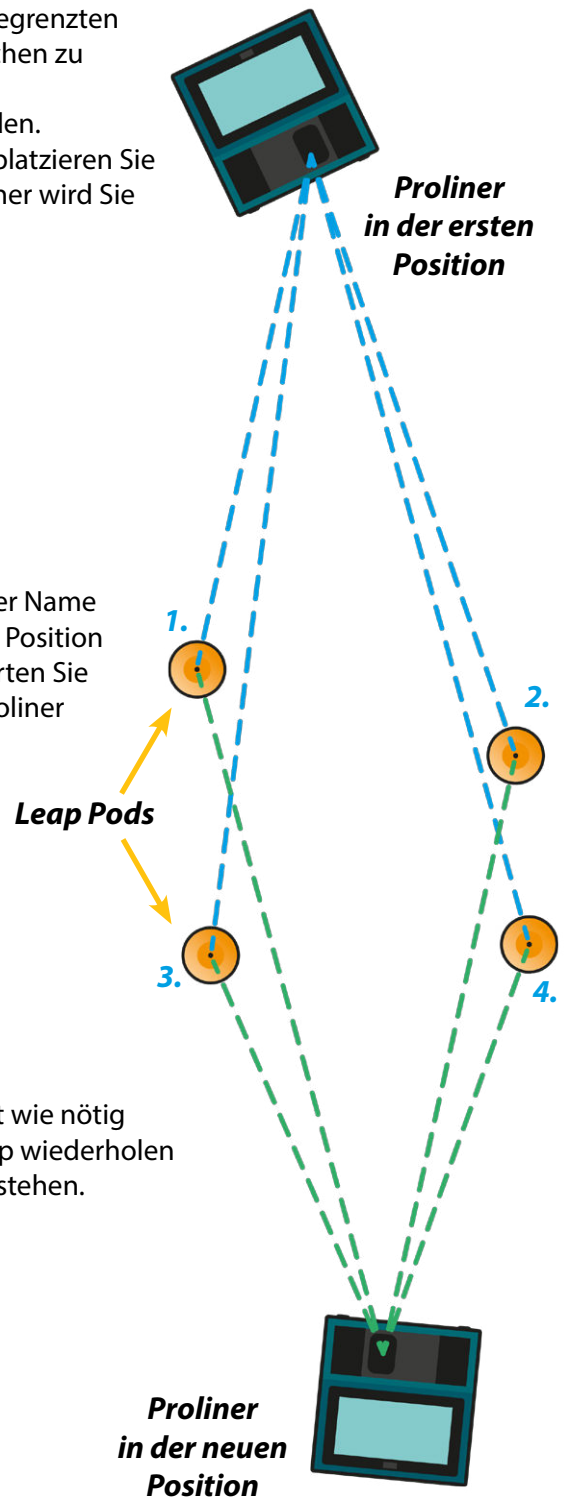 egrenzten
chen zu
len.
platzieren Sie
ner wird Sie
Proliner
in der ersten
Position
er Name
Position
rten Sie
oliner
1.
2.
Leap Pods
3.
4.
t wie nötig
p wiederholen
stehen.
Proliner
in der neuen
Position